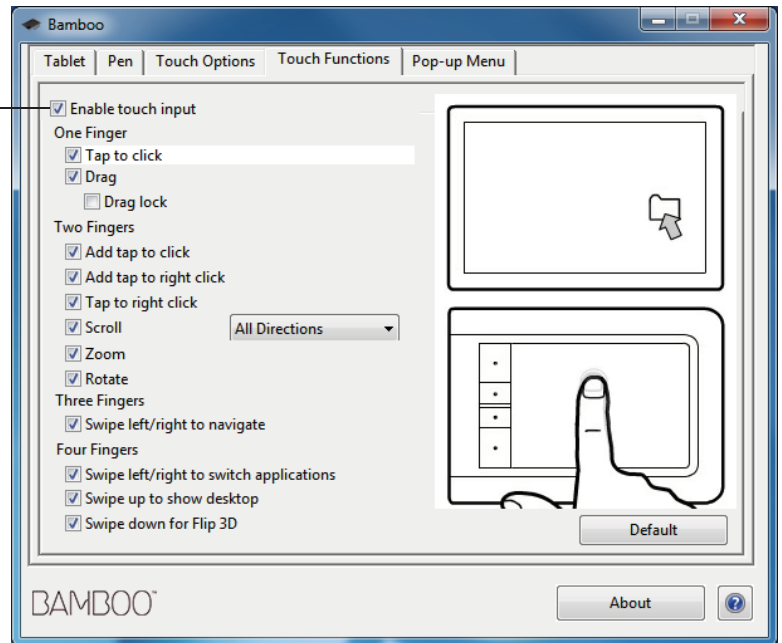 Bamboo
Tablet Pen Touch Options Touch Functions Pop-up Menu
Enable touch input
One Finger
Tap to click
Drag
Drag lock
Two Fingers
Add tap to click
Add tap to right click
Tap to right click
Scroll All Directions
Zoom
Rotate
Three Fingers
Swipe left/right to navigate
Four Fingers
Swipe left/right to switch applications
Swipe up to show desktop
Swipe down for Flip 3D
Default
BAMBOO™ About ?